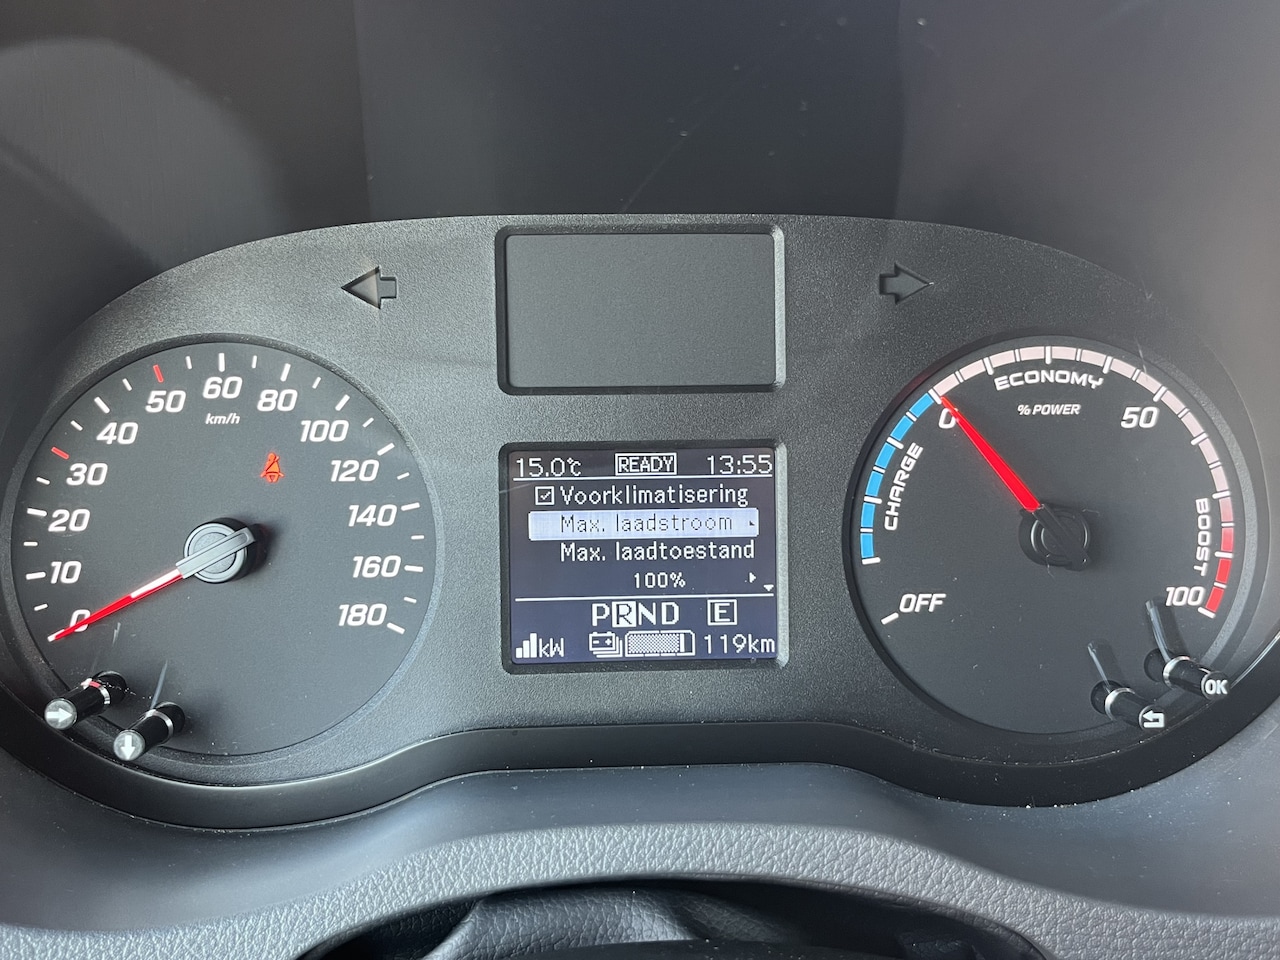 0
10
20
30
40
50
60
80
100
120
140
160
180
km/h
15.0°c READY 13:55
Voorklimatisering
Max. laadstroom
Max. laadtoestand
100%
PRND E
kW 119km
OFF
CHARGE
0
ECONOMY
% POWER
50
BOOST
100
OK